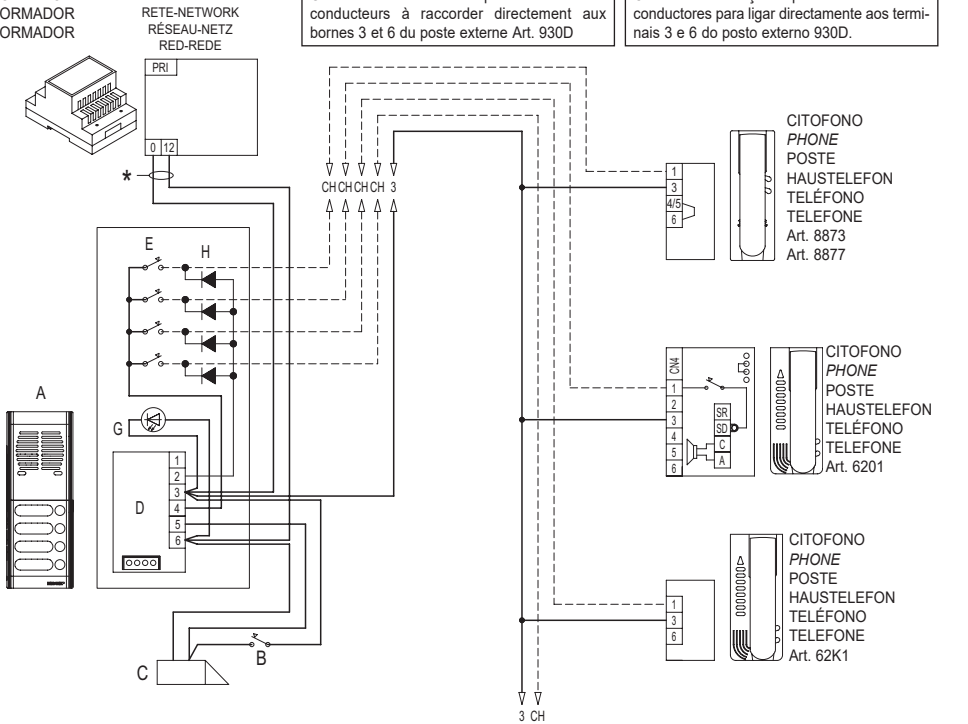 ORMADOR
ORMADOR
RETE-NETWORK
RÉSEAU-NETZ
RED-REDE
conducteurs à raccorder directement aux
bornes 3 et 6 du poste externe Art. 930D
conductores para ligar directamente aos termi-
nais 3 e 6 do posto externo 930D.
PRI
0 12
*
CH CH CH CH 3
1
3
4/5
6
CITOFONO
PHONE
POSTE
HAUSTELEFON
TELÉFONO
TELEFONE
Art. 8873
Art. 8877
E
H
A
G
D
1
2
3
4
5
6
C
B
CN4
1
2
3
4
5
6
SR
SD
C
A
CITOFONO
PHONE
POSTE
HAUSTELEFON
TELÉFONO
TELEFONE
Art. 6201
1
3
6
CITOFONO
PHONE
POSTE
HAUSTELEFON
TELÉFONO
TELEFONE
Art. 62K1
3 CH